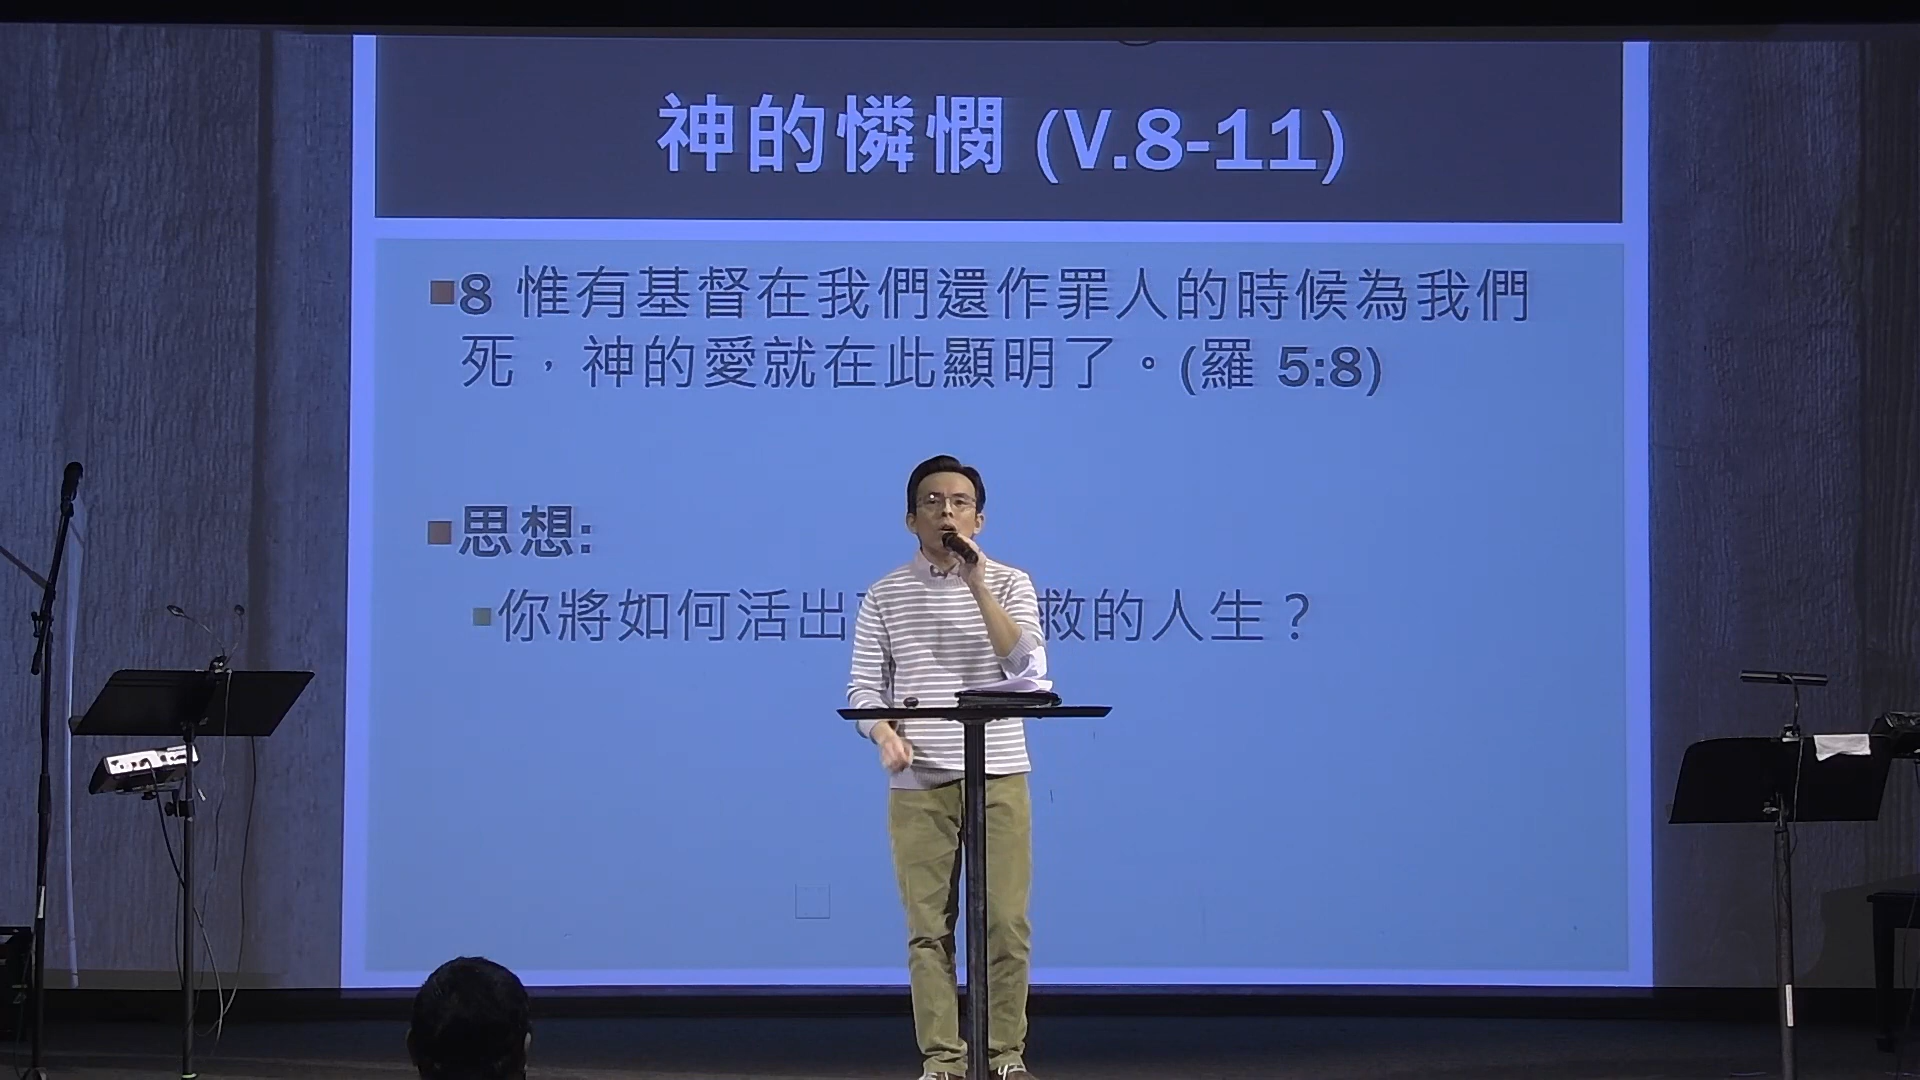 神的憐憫 (V.8-11)
8 惟有基督在我們還作罪人的時候為我們
死，神的愛就在此顯明了。(羅 5:8)
思想:
你將如何活出 救的人生？